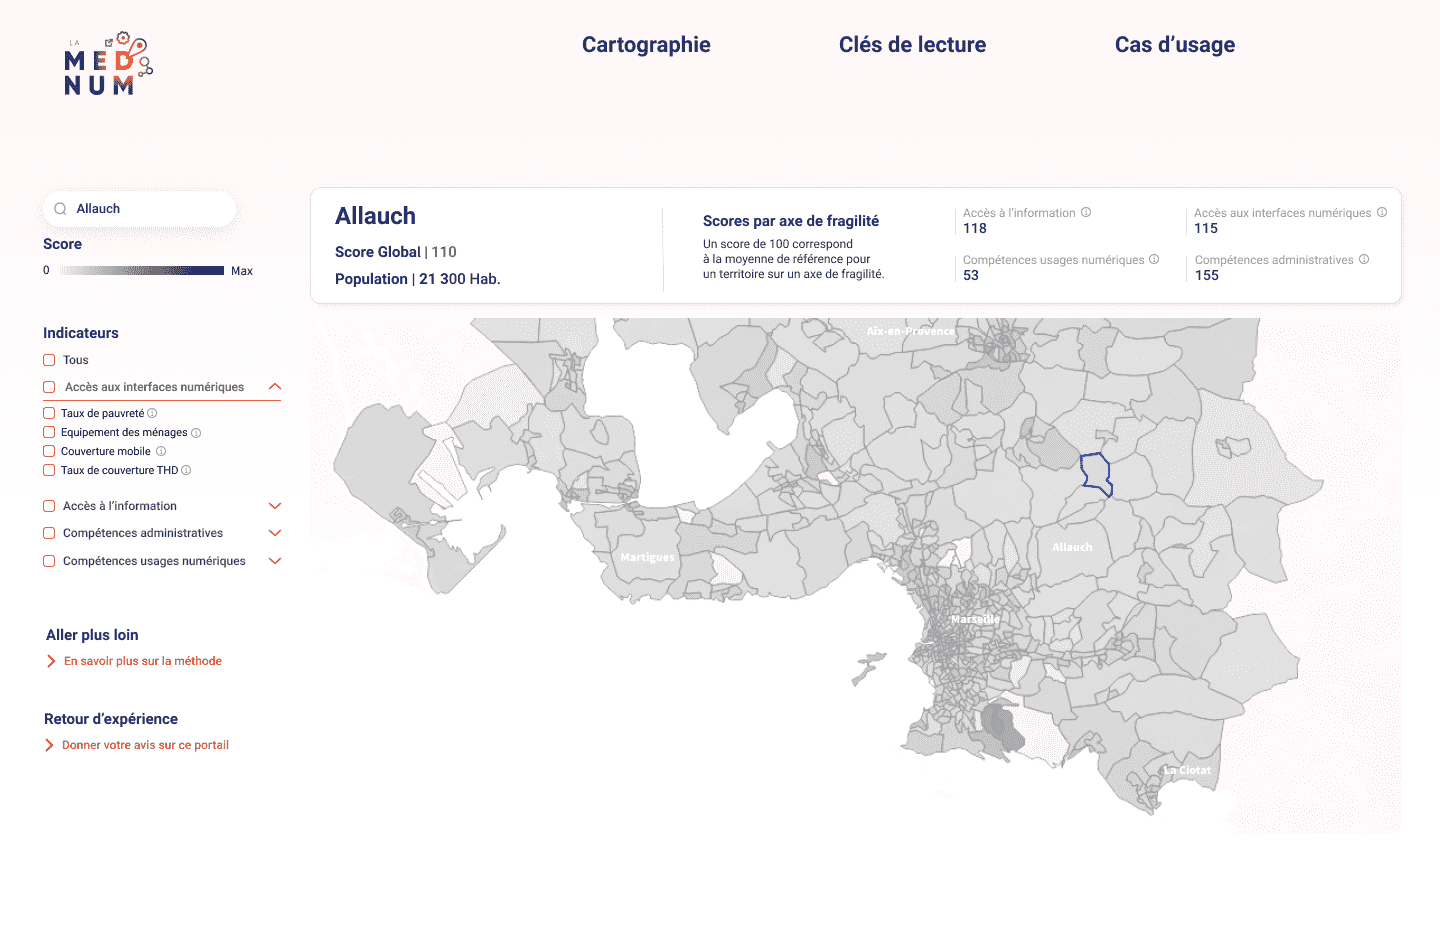 LA
MED
NUM
Cartographie
Clés de lecture
Cas d’usage
Allauch
Score
0
Max
Allauch
Score Global | 110
Population | 21 300 Hab.
Scores par axe de fragilité
Un score de 100 correspond
à la moyenne de référence pour
un territoire sur un axe de fragilité.
Accès à l’information
118
Accès aux interfaces numériques
115
Compétences usages numériques
53
Compétences administratives
155
Indicateurs
Tous
Accès aux interfaces numériques
Taux de pauvreté
Equipement des ménages
Couverture mobile
Taux de couverture THD
Accès à l’information
Compétences administratives
Compétences usages numériques
Aller plus loin
En savoir plus sur la méthode
Retour d’expérience
Donner votre avis sur ce portail
Aix-en-Provence
Martigues
Allauch
Marseille
La Ciotat